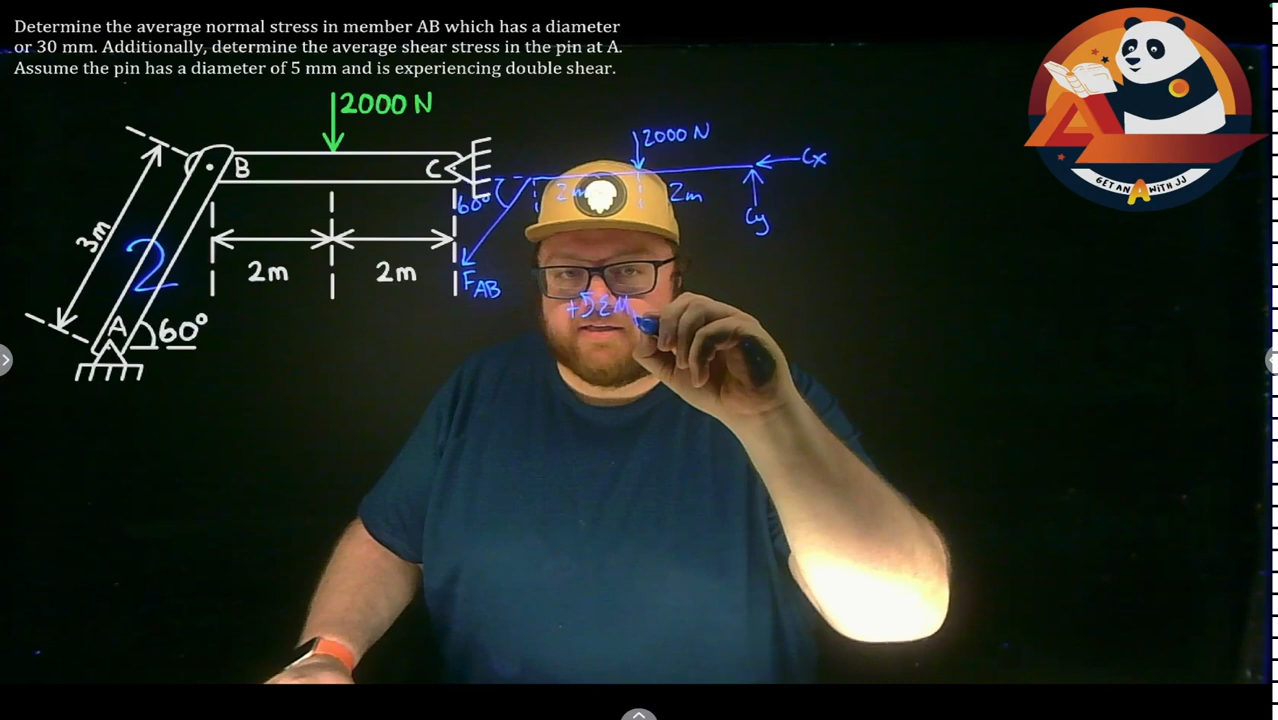 Determine the average normal stress in member AB which has a diameter
or 30 mm. Additionally, determine the average shear stress in the pin at A.
Assume the pin has a diameter of 5 mm and is experiencing double shear.
2000 N
B
C
3m
2
2m
2m
A
60°
2000 N
Cx
60°
2m
2m
Cy
FAB
+ΣM
GET AN A WITH JJ